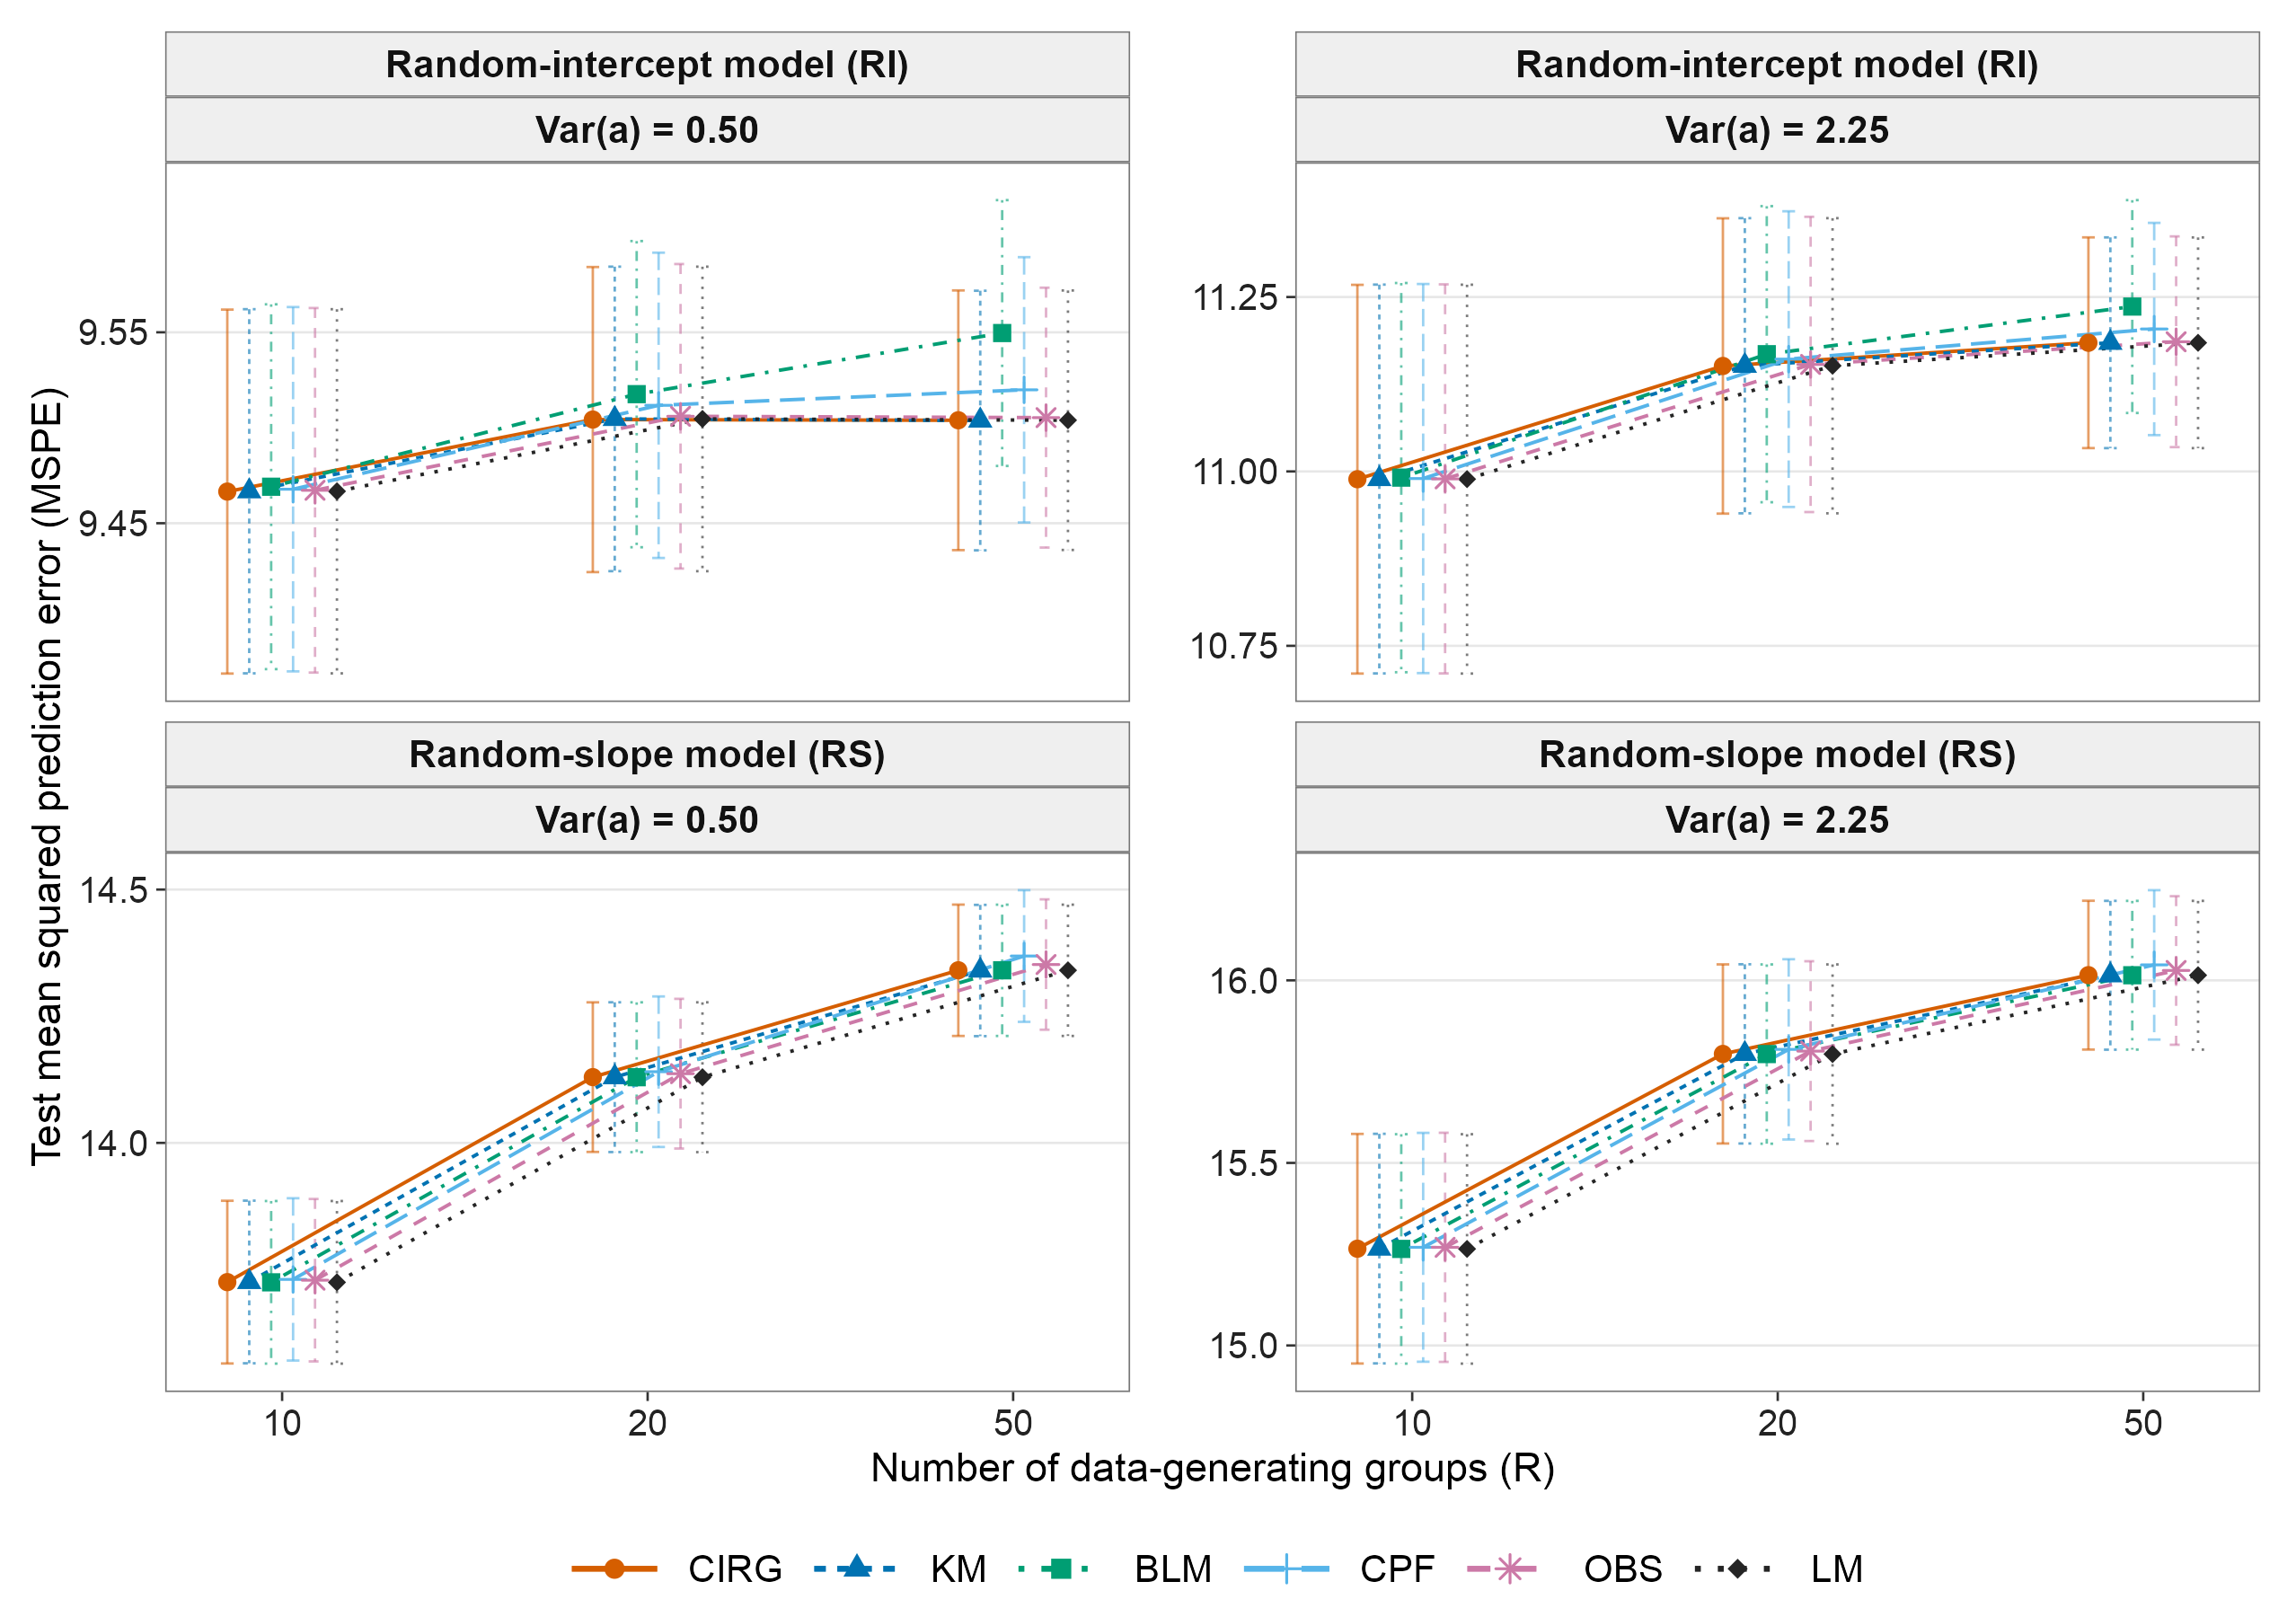 Random-intercept model (RI)
Var(a) = 0.50
Random-intercept model (RI)
Var(a) = 2.25
9.55
9.45
11.25
11.00
10.75
Random-slope model (RS)
Var(a) = 0.50
Random-slope model (RS)
Var(a) = 2.25
14.5
14.0
16.0
15.5
15.0
10
20
50
10
20
50
Test mean squared prediction error (MSPE)
Number of data-generating groups (R)
CIRG KM BLM CPF OBS LM